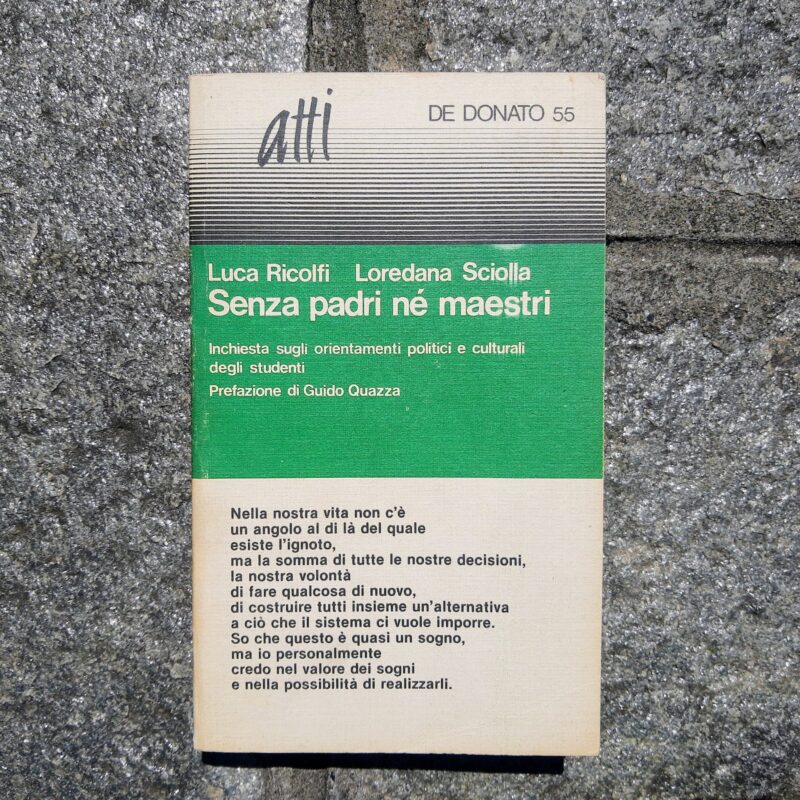 atti
DE DONATO 55
Luca Ricolfi Loredana Sciolla
Senza padri né maestri
Inchiesta sugli orientamenti politici e culturali
degli studenti
Prefazione di Guido Quazza
Nella nostra vita non c'è
un angolo al di là del quale
esiste l'ignoto,
ma la somma di tutte le nostre decisioni,
la nostra volontà
di fare qualcosa di nuovo,
di costruire tutti insieme un'alternativa
a ciò che il sistema ci vuole imporre.
So che questo è quasi un sogno,
ma io personalmente
credo nel valore dei sogni
e nella possibilità di realizzarli.